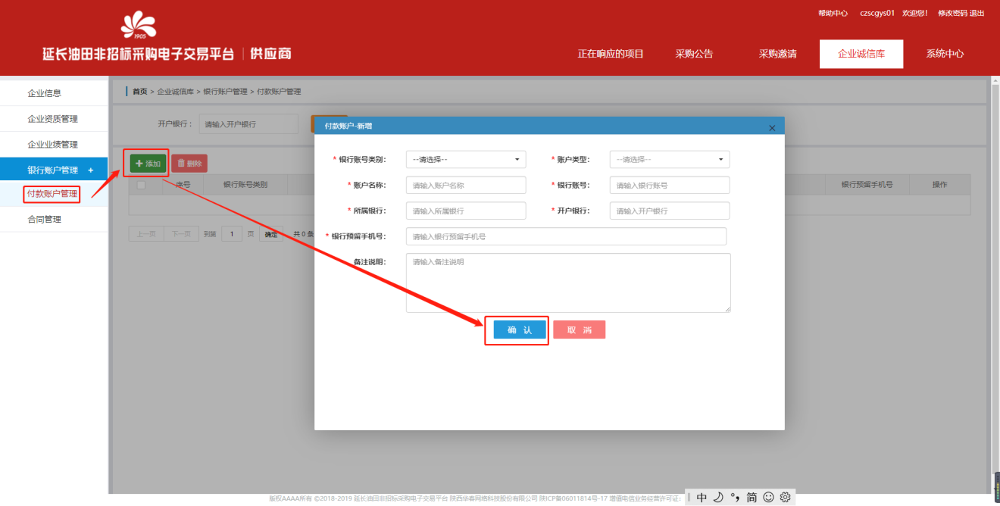 帮助中心 czscgys01 欢迎您! 修改密码 退出
1905
延长油田非招标采购电子交易平台 | 供应商
正在响应的项目 采购公告 采购邀请 企业诚信库 系统中心
企业信息
企业资质管理
企业业绩管理
银行账户管理 +
付款账户管理
合同管理
首页 > 企业诚信库 > 银行账户管理 > 付款账户管理
开户银行： 请输入开户银行
添加 删除
序号 银行账号类别 银行预留手机号 操作
上一页 下一页 到第 1 页 确定 共 0 条
付款账户-新增
* 银行账号类别： --请选择-- * 账户类型： --请选择--
* 账户名称： 请输入账户名称 * 银行账号： 请输入银行账号
* 所属银行： 请输入所属银行 * 开户银行： 请输入开户银行
* 银行预留手机号： 请输入银行预留手机号
备注说明： 请输入备注说明
确 认 取 消
版权AAAA所有 ©2018-2019 延长油田非招标采购电子交易平台 陕西华春网络科技股份有限公司 陕ICP备06011814号-17 增值电信业务经营许可证：
中 简